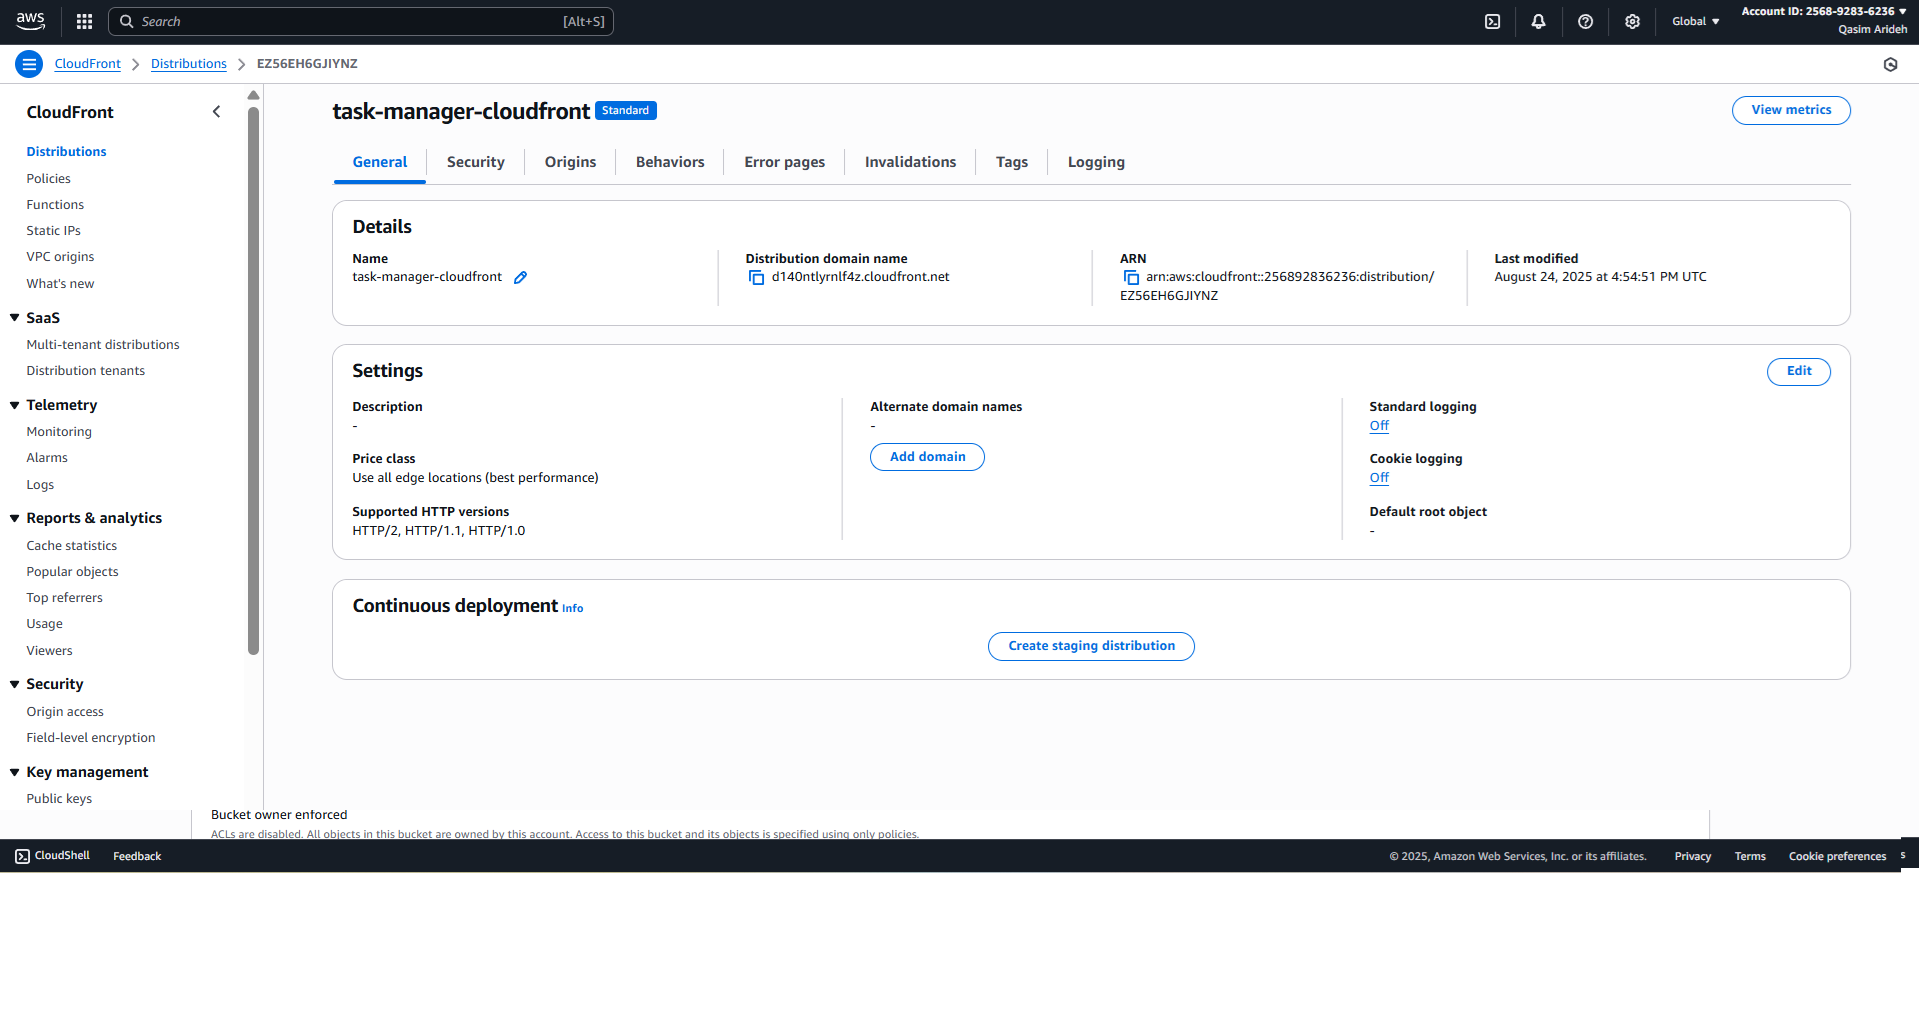 aws
Search [Alt+S]
Global
Account ID: 2568-9283-6236
Qasim Arideh
CloudFront
Distributions
EZ56EH6GJIYNZ
CloudFront
Distributions
Policies
Functions
Static IPs
VPC origins
What's new
SaaS
Multi-tenant distributions
Distribution tenants
Telemetry
Monitoring
Alarms
Logs
Reports & analytics
Cache statistics
Popular objects
Top referrers
Usage
Viewers
Security
Origin access
Field-level encryption
Key management
Public keys
task-manager-cloudfront Standard
View metrics
General
Security
Origins
Behaviors
Error pages
Invalidations
Tags
Logging
Details
Name
task-manager-cloudfront
Distribution domain name
d140ntlyrnlf4z.cloudfront.net
ARN
arn:aws:cloudfront::256892836236:distribution/
EZ56EH6GJIYNZ
Last modified
August 24, 2025 at 4:54:51 PM UTC
Settings
Edit
Description
-
Price class
Use all edge locations (best performance)
Supported HTTP versions
HTTP/2, HTTP/1.1, HTTP/1.0
Alternate domain names
-
Add domain
Standard logging
Off
Cookie logging
Off
Default root object
-
Continuous deployment Info
Create staging distribution
Bucket owner enforced
ACLs are disabled. All objects in this bucket are owned by this account. Access to this bucket and its objects is specified using only policies.
CloudShell
Feedback
© 2025, Amazon Web Services, Inc. or its affiliates.
Privacy
Terms
Cookie preferences
s